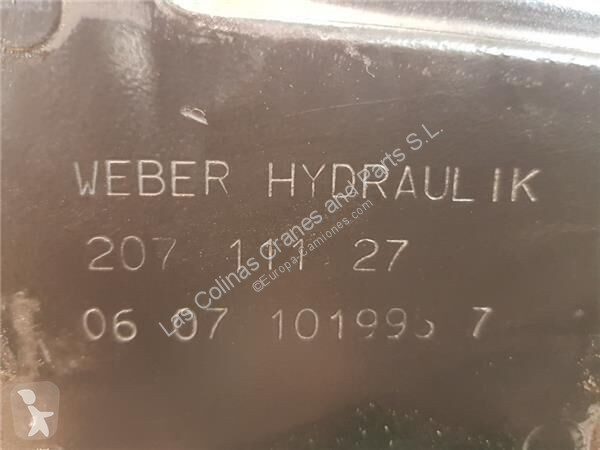 WEBER HYDRAULIK
207 111 27
06 07 101995 7
Las Colinas Cranes and Parts S.L.
©Europa-Camiones.com